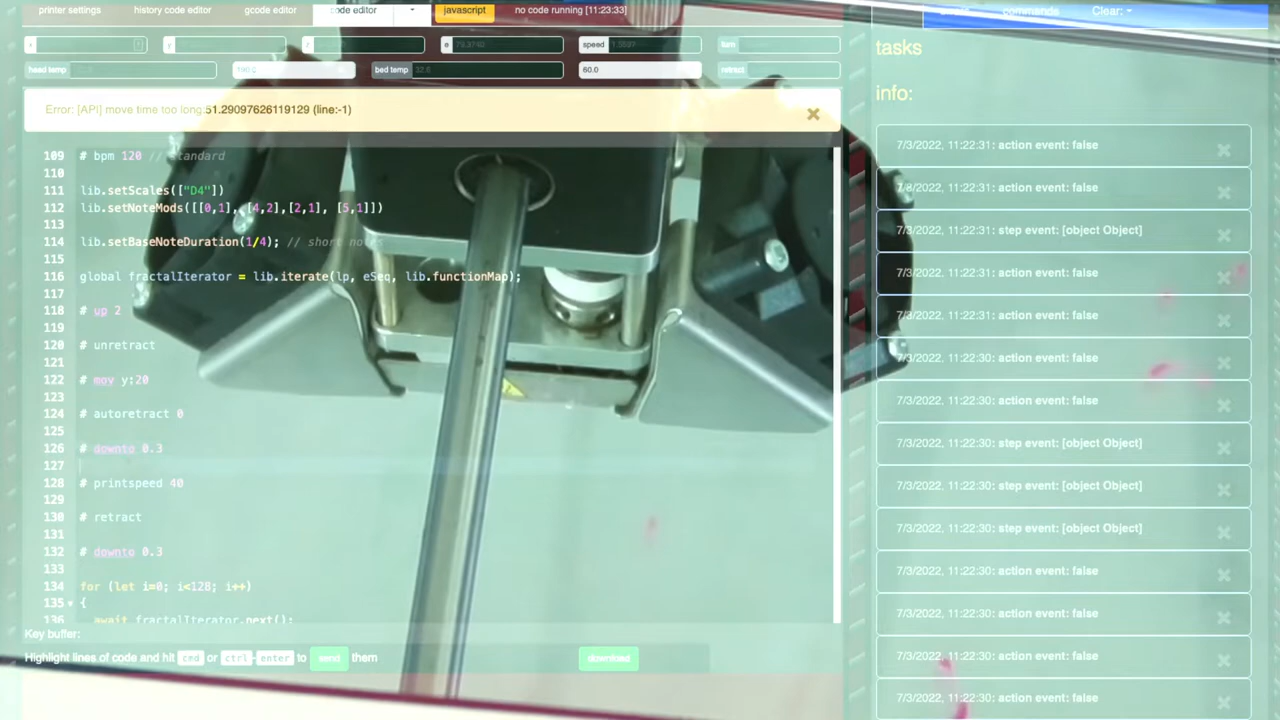 printer settings history code editor gcode editor code editor - javascript no code running [11:23:33] commands Clear:
e speed
head temp bed temp 60.0 retract
Error: [API] move time too long:51.29097626119129 (line:-1)
109 # bpm 120 // standard
110
111 lib.setScales(["D4"])
112 lib.setNoteMods([[0,1], [4,2],[2,1], [5,1]])
113
114 lib.setBaseNoteDuration(1/4); // short notes
115
116 global fractalIterator = lib.iterate(lp, eSeq, lib.functionMap);
117
118 # up 2
119
120 # unretract
121
122 # mov y:20
123
124 # autoretract 0
125
126 # downto 0.3
127
128 # printspeed 40
129
130 # retract
131
132 # downto 0.3
133
134 for (let i=0; i<128; i++)
135 {
136 await fractalIterator.next();
Key buffer:
Highlight lines of code and hit cmd or ctrl-enter to send them
download
tasks
info:
7/3/2022, 11:22:31: action event: false
7/3/2022, 11:22:31: action event: false
7/3/2022, 11:22:31: step event: [object Object]
7/3/2022, 11:22:31: action event: false
7/3/2022, 11:22:31: action event: false
7/3/2022, 11:22:30: action event: false
7/3/2022, 11:22:30: action event: false
7/3/2022, 11:22:30: step event: [object Object]
7/3/2022, 11:22:30: step event: [object Object]
7/3/2022, 11:22:30: step event: [object Object]
7/3/2022, 11:22:30: action event: false
7/3/2022, 11:22:30: action event: false
7/3/2022, 11:22:30: action event: false
7/3/2022, 11:22:30: action event: false